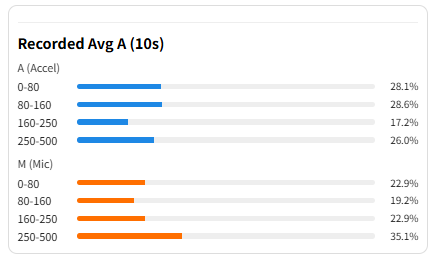 Recorded Avg A (10s)
A (Accel)
0-80 28.1%
80-160 28.6%
160-250 17.2%
250-500 26.0%
M (Mic)
0-80 22.9%
80-160 19.2%
160-250 22.9%
250-500 35.1%